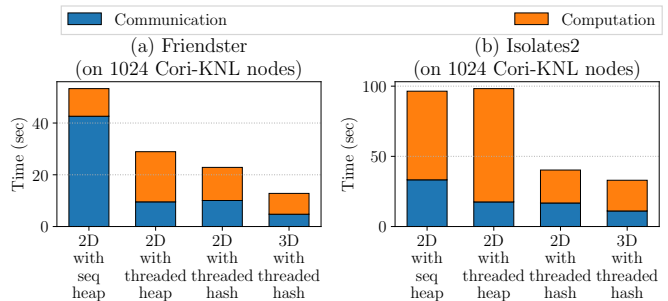 Communication
Computation
(a) Friendster
(on 1024 Cori-KNL nodes)
Time (sec)
40
20
0
2D with seq heap
2D with threaded heap
2D with threaded hash
3D with threaded hash
(b) Isolates2
(on 1024 Cori-KNL nodes)
Time (sec)
100
50
0
2D with seq heap
2D with threaded heap
2D with threaded hash
3D with threaded hash